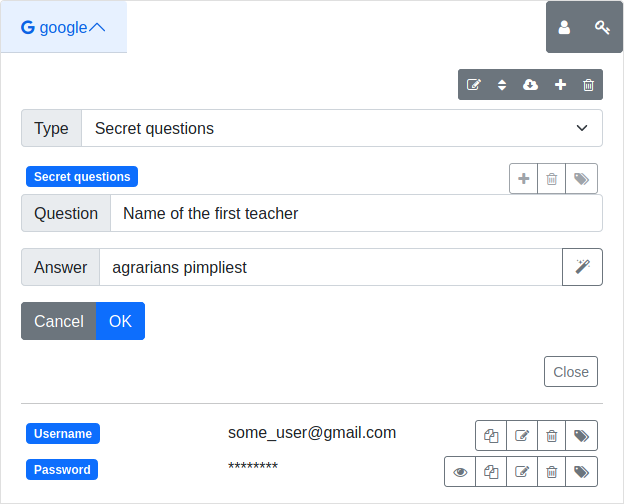 google
Type Secret questions
Secret questions
Question Name of the first teacher
Answer agrarians pimpliest
Cancel OK
Close
Username some_user@gmail.com
Password ********